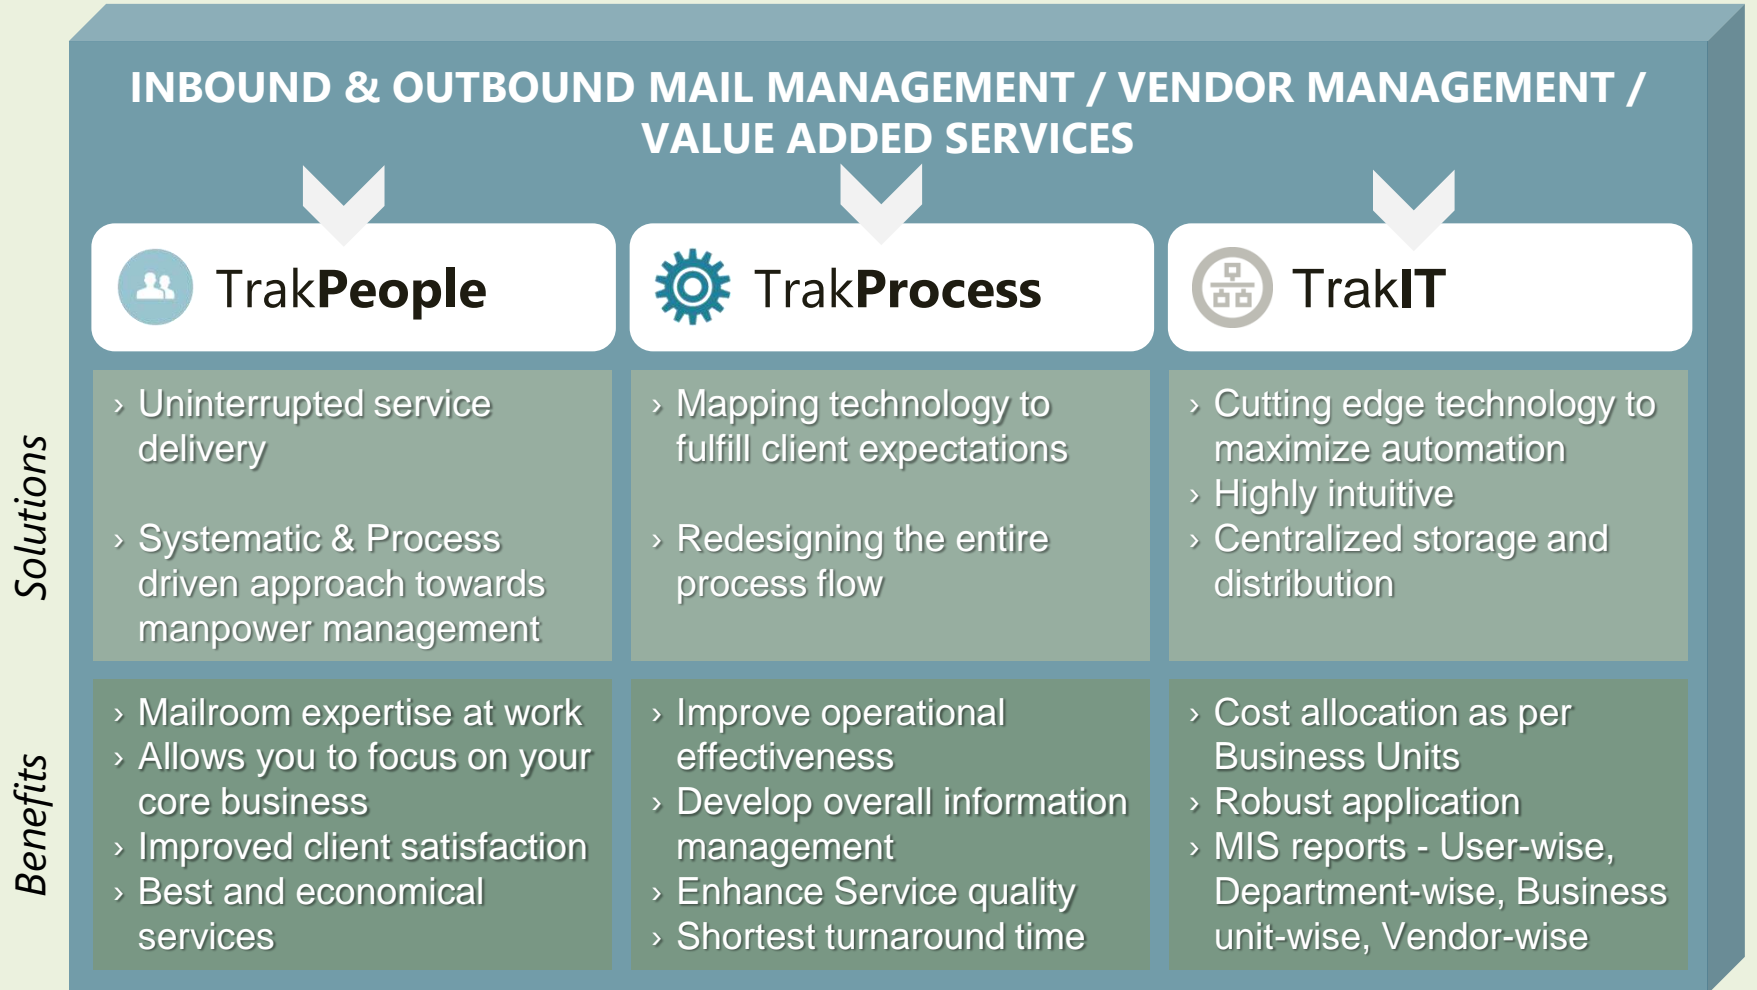 INBOUND & OUTBOUND MAIL MANAGEMENT / VENDOR MANAGEMENT /
VALUE ADDED SERVICES
TrakPeople
TrakProcess
TrakIT
Solutions
› Uninterrupted service
delivery
› Systematic & Process
driven approach towards
manpower management
› Mapping technology to
fulfill client expectations
› Redesigning the entire
process flow
› Cutting edge technology to
maximize automation
› Highly intuitive
› Centralized storage and
distribution
Benefits
› Mailroom expertise at work
› Allows you to focus on your
core business
› Improved client satisfaction
› Best and economical
services
› Improve operational
effectiveness
› Develop overall information
management
› Enhance Service quality
› Shortest turnaround time
› Cost allocation as per
Business Units
› Robust application
› MIS reports - User-wise,
Department-wise, Business
unit-wise, Vendor-wise